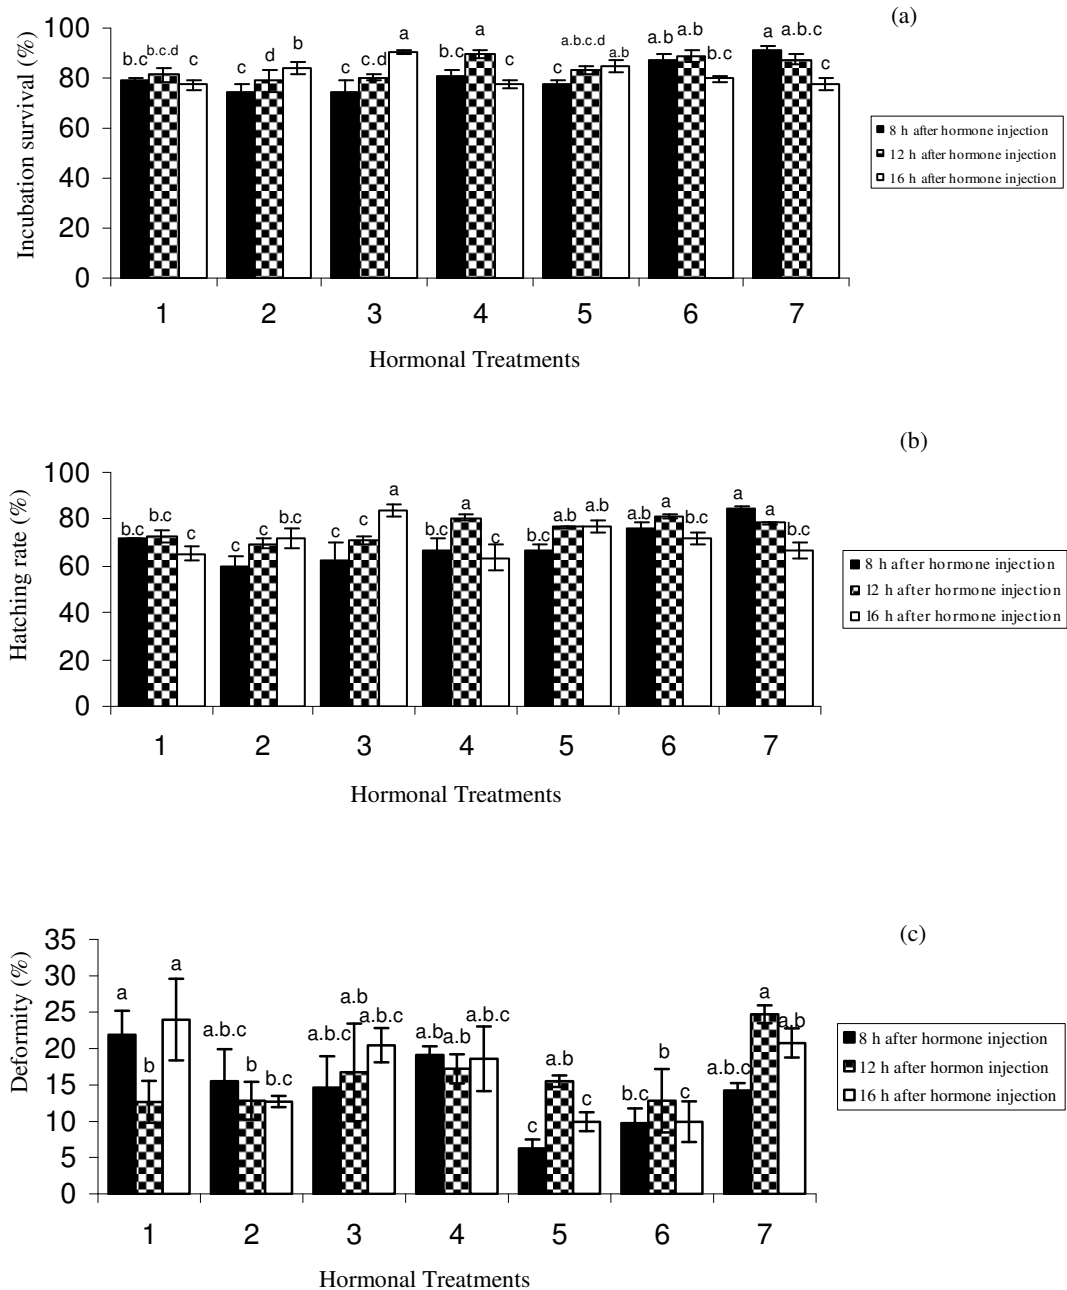 (a)
Incubation survival (%)
100
80
60
40
20
0
b.c b.c.d c
c d b
c c.d a
b.c a c
c a.b.c.d a.b
a.b a.b b.c
a a.b.c c
1 2 3 4 5 6 7
Hormonal Treatments
8 h after hormone injection
12 h after hormone injection
16 h after hormone injection
(b)
Hatching rate (%)
100
80
60
40
20
0
b.c b.c c
c c b.c
c c a
b.c a c
b.c a.b a.b
a.b a b.c
a a b.c
1 2 3 4 5 6 7
Hormonal Treatments
8 h after hormone injection
12 h after hormone injection
16 h after hormone injection
(c)
Deformity (%)
35
30
25
20
15
10
5
0
a b a
a.b.c b b.c
a.b.c a.b a.b.c
a.b a.b a.b.c
c a.b c
b.c b c
a.b.c a a,b
1 2 3 4 5 6 7
Hormonal Treatments
8 h after hormone injection
12 h after hormon injection
16 h after hormone injection